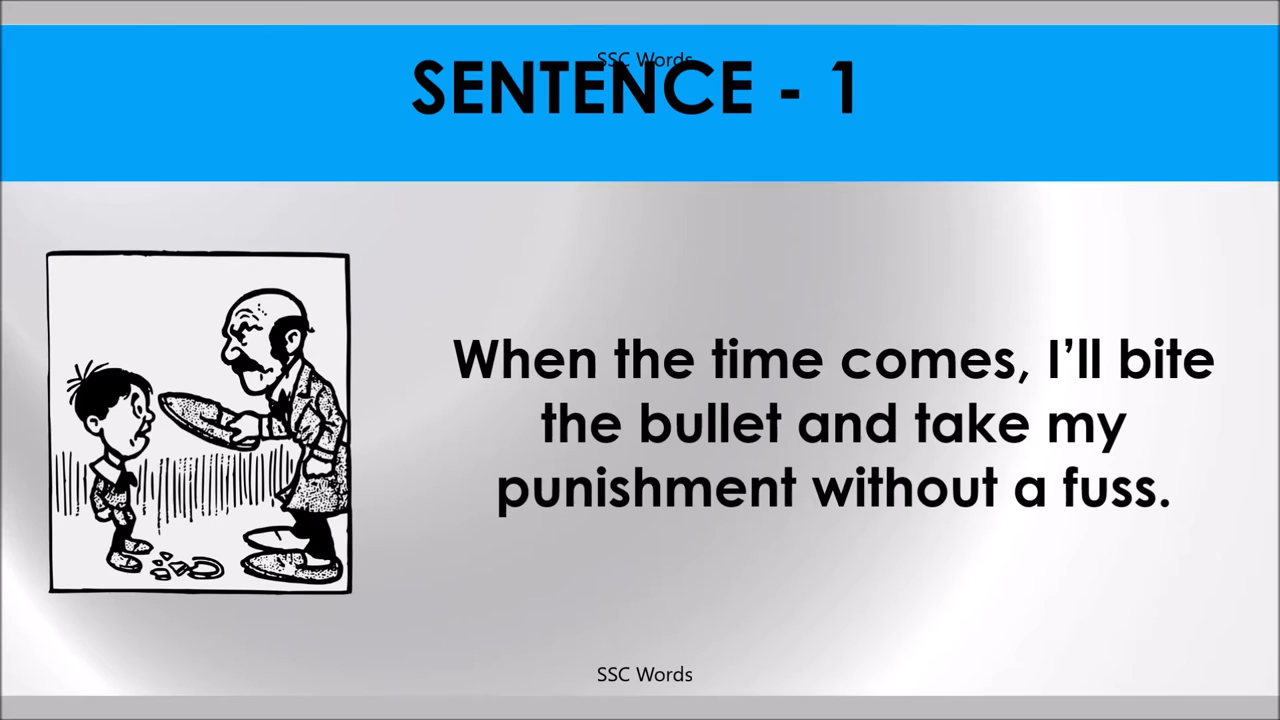 SSC Words
SENTENCE - 1
When the time comes, I’ll bite
the bullet and take my
punishment without a fuss.
SSC Words